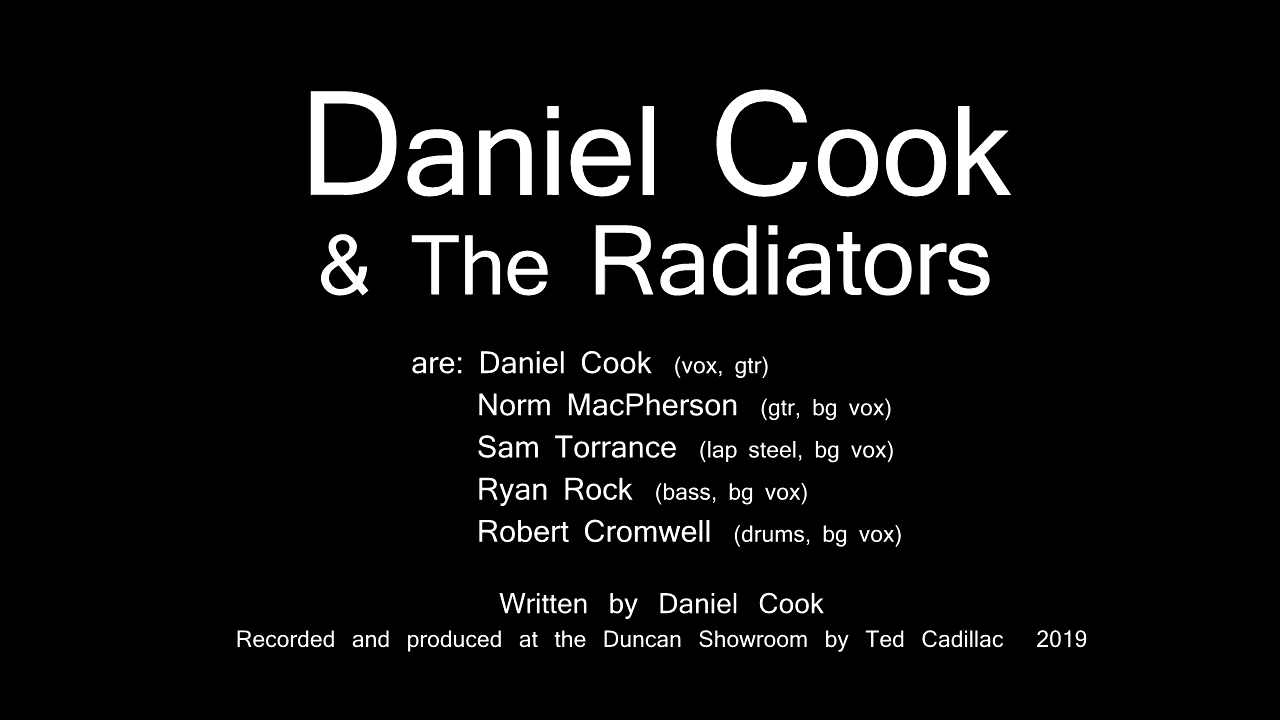 Daniel Cook
& The Radiators
are: Daniel Cook (vox, gtr)
Norm MacPherson (gtr, bg vox)
Sam Torrance (lap steel, bg vox)
Ryan Rock (bass, bg vox)
Robert Cromwell (drums, bg vox)
Written by Daniel Cook
Recorded and produced at the Duncan Showroom by Ted Cadillac 2019